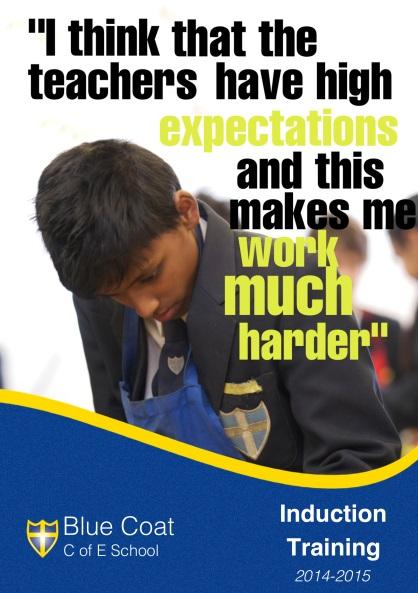 "I think that the
teachers have high
expectations
and this
makes me
work
much
harder"
Blue Coat
C of E School
Induction
Training
2014-2015